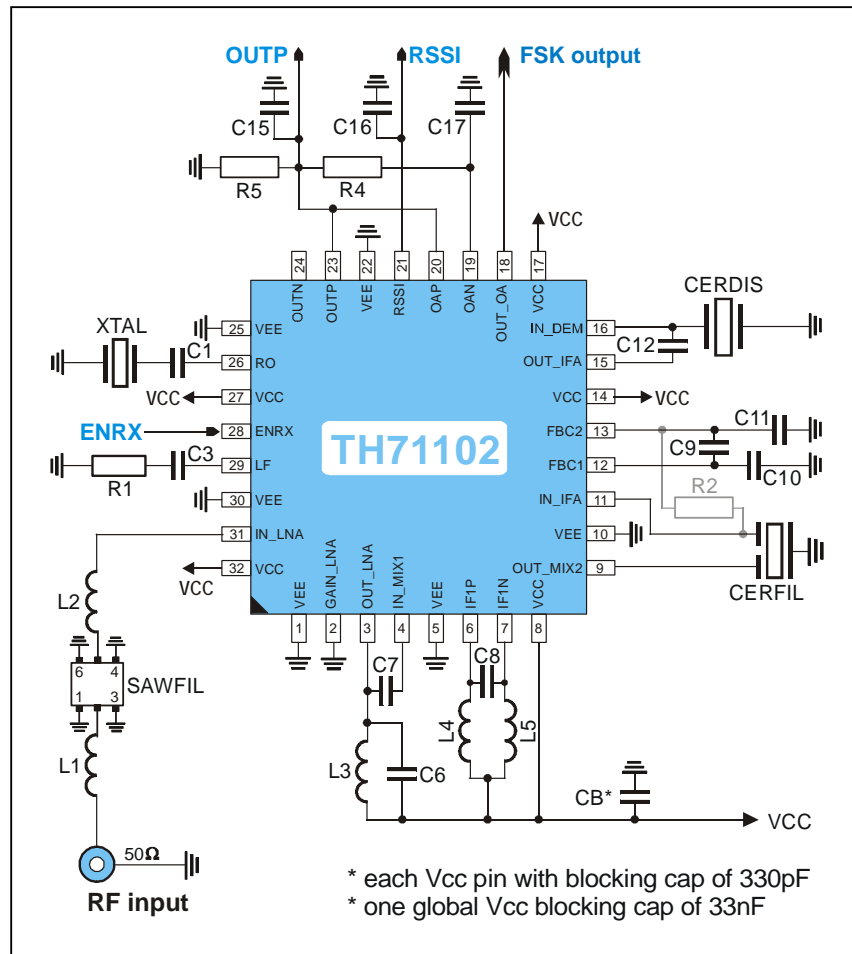 OUTP RSSI FSK output
C15 C16 C17
R5 R4
VCC
24 23 22 21 20 19 18 17
OUTN OUTP VEE RSSI OAP OAN OUT_OA VCC
XTAL
C1
25 VEE
26 RO
VCC 27 VCC
ENRX 28 ENRX
R1 C3 29 LF
30 VEE
31 IN_LNA
VCC 32 VCC
TH71102
IN_DEM 16
CERDIS
C12
OUT_IFA 15
VCC 14 VCC
FBC2 13
C11
C9
FBC1 12
C10
IN_IFA 11
R2
VEE 10
OUT_MIX2 9
CERFIL
VEE GAIN_LNA OUT_LNA IN_MIX1 VEE IF1P IF1N VCC
1 2 3 4 5 6 7 8
L2
6 4
1 3
SAWFIL
L1
C7
C8
L3 C6
L4 L5
CB*
VCC
50Ω
RF input
* each Vcc pin with blocking cap of 330pF
* one global Vcc blocking cap of 33nF